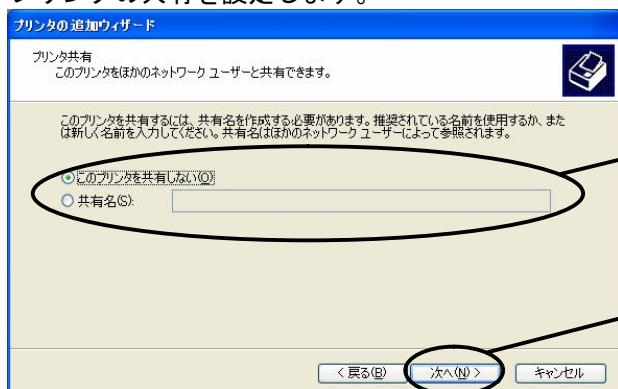 プリンタの共有を設定します。
プリンタの追加ウィザード
プリンタ共有
このプリンタをほかのネットワーク ユーザーと共有できます。
このプリンタを共有するには、共有名を作成する必要があります。推奨されている名前を使用するか、また
は新しく名前を入力してください。共有名はほかのネットワーク ユーザーによって参照されます。
このプリンタを共有しない(O)
共有名(S):
< 戻る(B) 次へ(N) > キャンセル